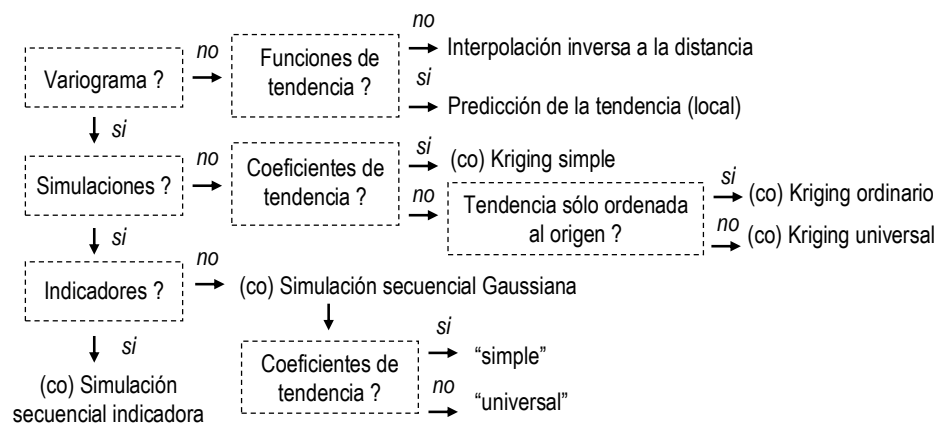 no
Funciones de
tendencia ?
Interpolación inversa a la distancia
Variograma ?
no
si
Predicción de la tendencia (local)
si
Simulaciones ?
no
Coeficientes de
tendencia ?
si
(co) Kriging simple
no
Tendencia sólo ordenada
al origen ?
si
(co) Kriging ordinario
no
(co) Kriging universal
si
Indicadores ?
no
(co) Simulación secuencial Gaussiana
si
(co) Simulación
secuencial indicadora
Coeficientes de
tendencia ?
si
“simple”
no
“universal”